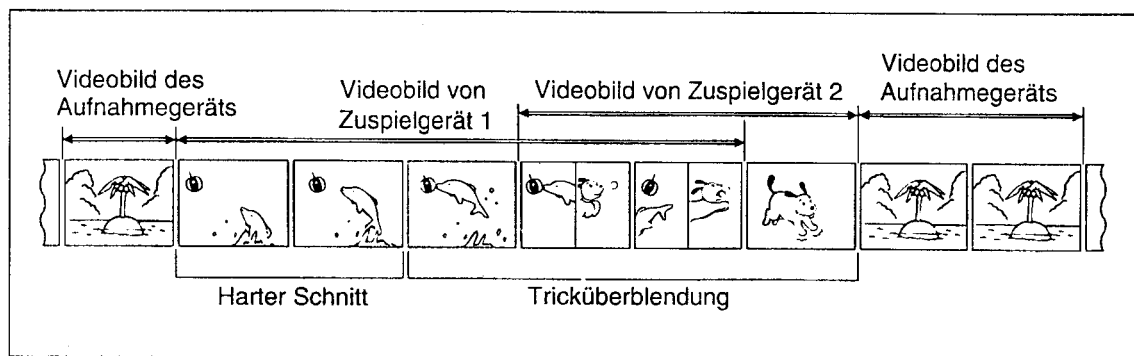 Videobild des
Aufnahmegeräts
Videobild von
Zuspielgerät 1
Videobild von Zuspielgerät 2
Videobild des
Aufnahmegeräts
Harter Schnitt
Tricküberblendung